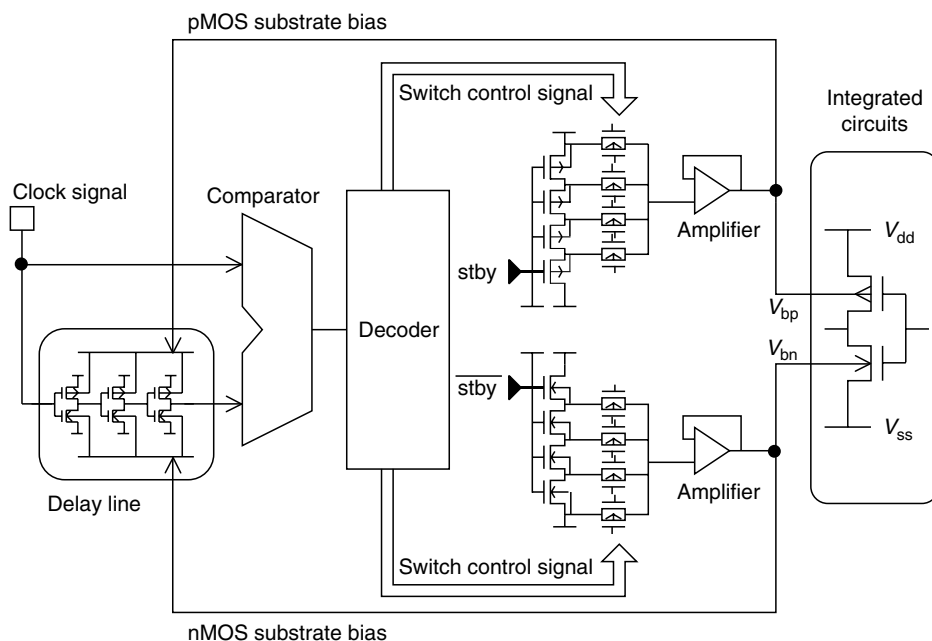 pMOS substrate bias
Switch control signal
Integrated
circuits
Clock signal
Comparator
Amplifier
V_dd
stby
Decoder
V_bp
V_bn
stby
V_ss
Delay line
Amplifier
Switch control signal
nMOS substrate bias